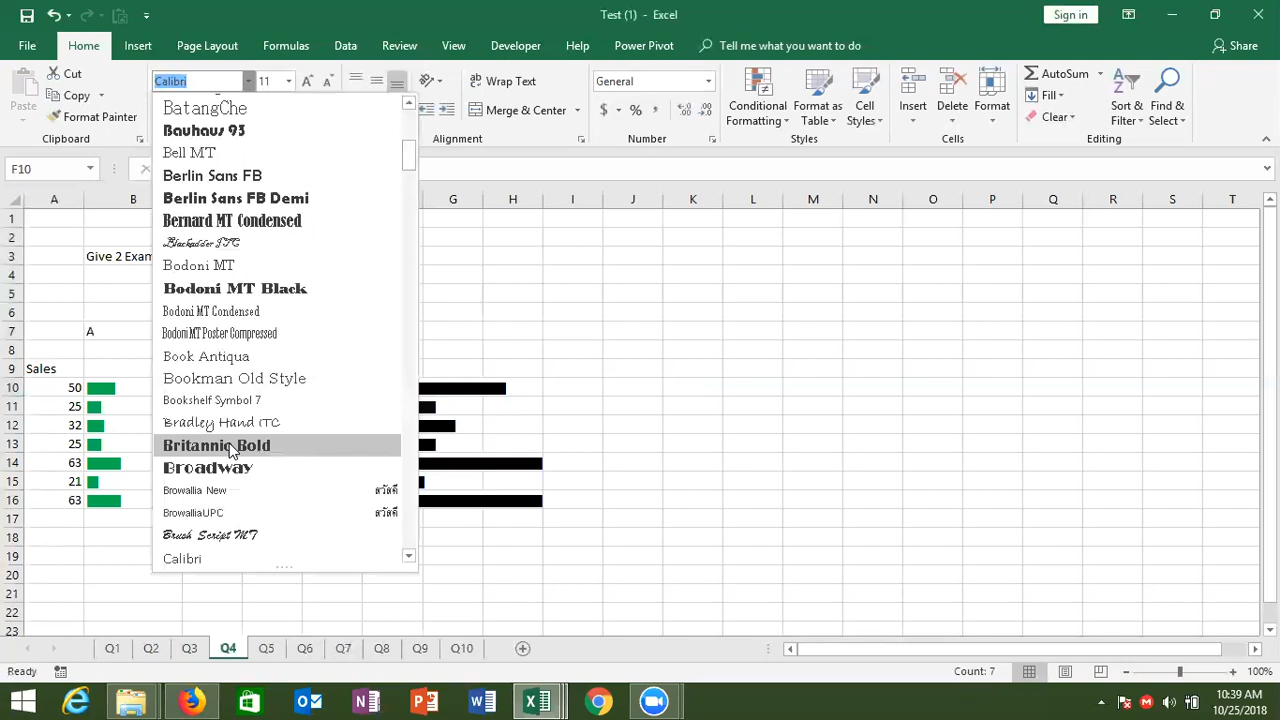 Test (1) - Excel
Sign in
File Home Insert Page Layout Formulas Data Review View Developer Help Power Pivot Tell me what you want to do Share
Paste
Cut
Copy
Format Painter
Clipboard
Calibri 11
Wrap Text
Merge & Center
Alignment
General
$ % ,
Number
Conditional Formatting
Format as Table
Cell Styles
Styles
Insert
Delete
Format
Cells
AutoSum
Fill
Clear
Sort & Filter
Find & Select
Editing
F10
A B G H I J K L M N O P Q R S T
BatangChe
Bauhaus 93
Bell MT
Berlin Sans FB
Berlin Sans FB Demi
Bernard MT Condensed
Blackadder ITC
Bodoni MT
Bodoni MT Black
Bodoni MT Condensed
Bodoni MT Poster Compressed
Book Antiqua
Bookman Old Style
Bookshelf Symbol 7
Bradley Hand ITC
Britannic Bold
Broadway
Browallia New สวัสดี
BrowalliaUPC สวัสดี
Brush Script MT
Calibri
1
2
3 Give 2 Exam
4
5
6
7 A
8
9 Sales
10 50
11 25
12 32
13 25
14 63
15 21
16 63
17
18
19
20
21
22
23
Q1 Q2 Q3 Q4 Q5 Q6 Q7 Q8 Q9 Q10
Ready
Count: 7
100%
10:39 AM
10/25/2018